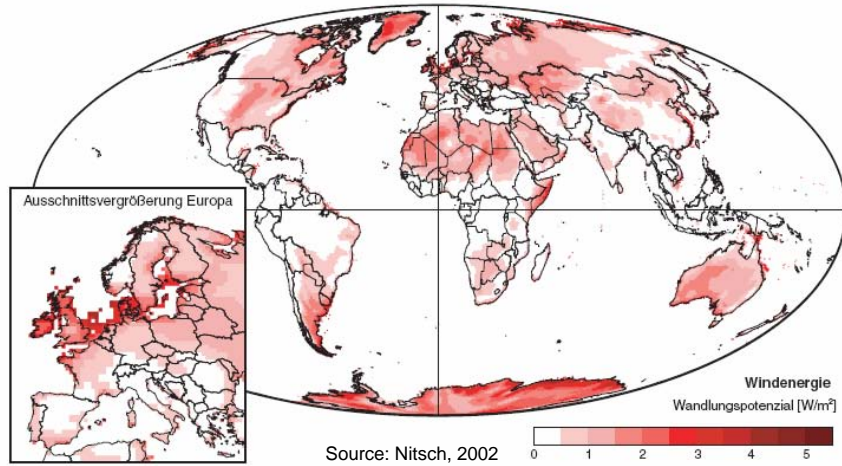 Ausschnittsvergrößerung Europa
Windenergie
Wandlungspotenzial [W/m²]
0 1 2 3 4 5
Source: Nitsch, 2002